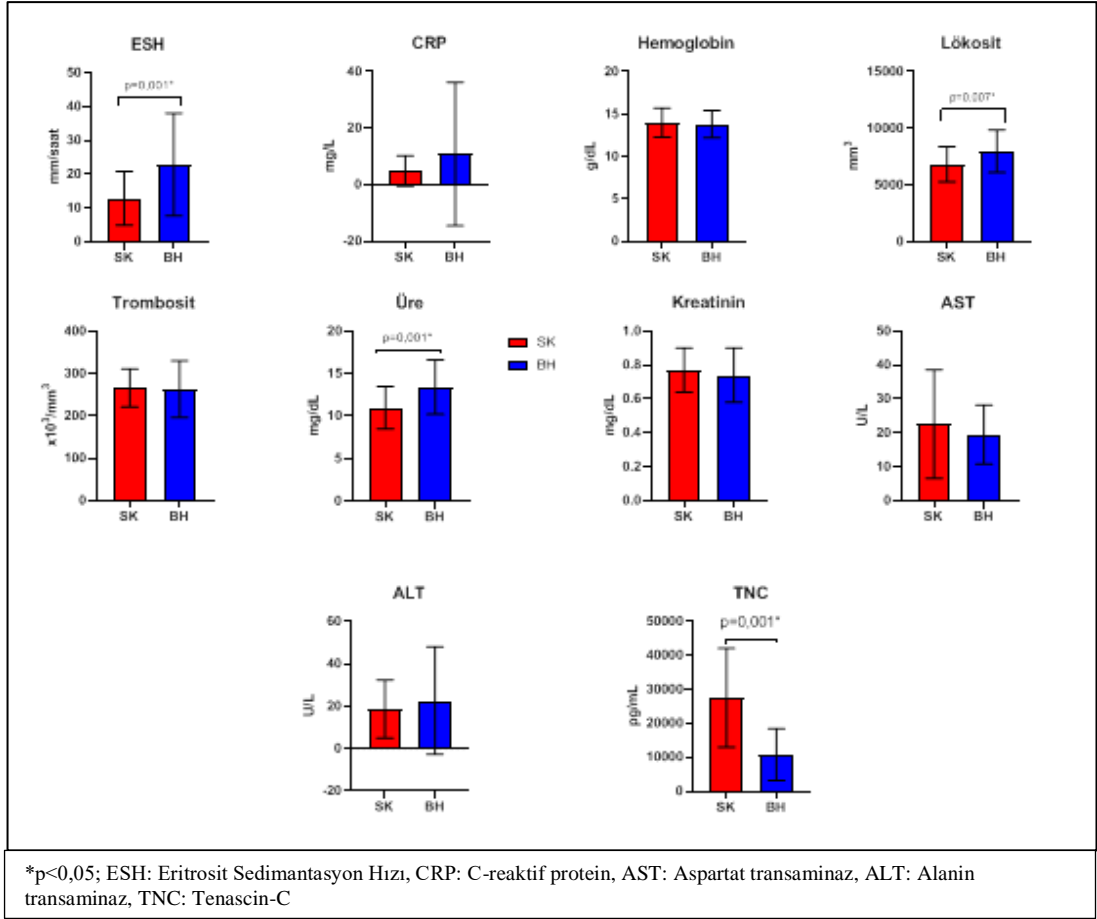 ESH
50
40
30
20
10
0
mm/saat
p=0,001*
SK
BH
CRP
40
20
0
-20
mg/L
SK
BH
Hemoglobin
20
15
10
5
0
g/dL
SK
BH
Lökosit
15000
10000
5000
0
mm³
p=0,007*
SK
BH
Trombosit
400
300
200
100
0
x10³/mm³
SK
BH
Üre
20
15
10
5
0
mg/dL
p=0,001*
SK
BH
SK
BH
Kreatinin
1.0
0.8
0.6
0.4
0.2
0.0
mg/dL
SK
BH
AST
50
40
30
20
10
0
U/L
SK
BH
ALT
60
40
20
0
-20
U/L
SK
BH
TNC
50000
40000
30000
20000
10000
0
pg/mL
p=0,001*
SK
BH
*p<0,05; ESH: Eritrosit Sedimantasyon Hızı, CRP: C-reaktif protein, AST: Aspartat transaminaz, ALT: Alanin
transaminaz, TNC: Tenascin-C